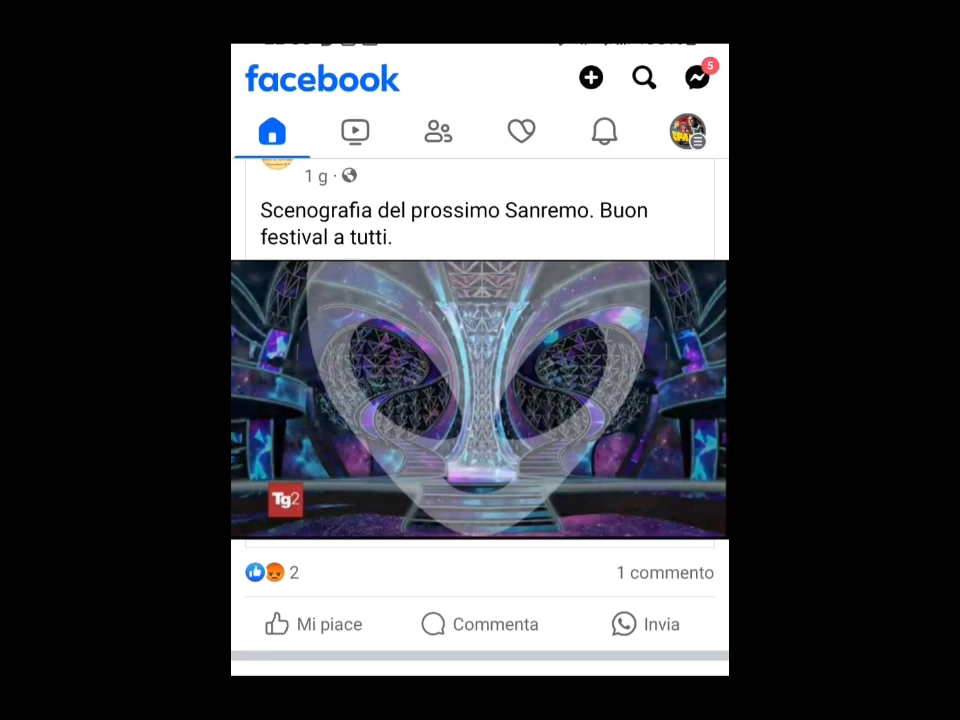 facebook
5
1 g ·
Scenografia del prossimo Sanremo. Buon
festival a tutti.
Tg2
2
1 commento
Mi piace
Commenta
Invia